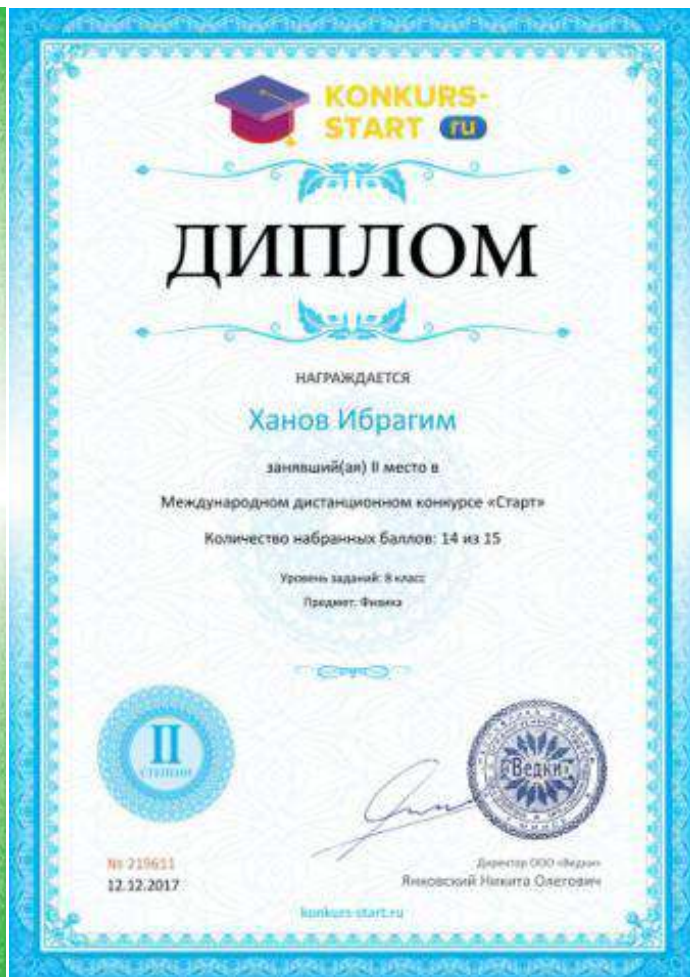 KONKURS-
START ru
ДИПЛОМ
НАГРАЖДАЕТСЯ
Ханов Ибрагим
занявший(ая) II место в
Международном дистанционном конкурсе «Старт»
Количество набранных баллов: 14 из 15
Уровень заданий: 8 класс
Предмет: Физика
II
СТЕПЕНИ
«Ведки»
№ 219611
12.12.2017
Директор ООО «Ведки»
Янковский Никита Олегович
konkurs-start.ru